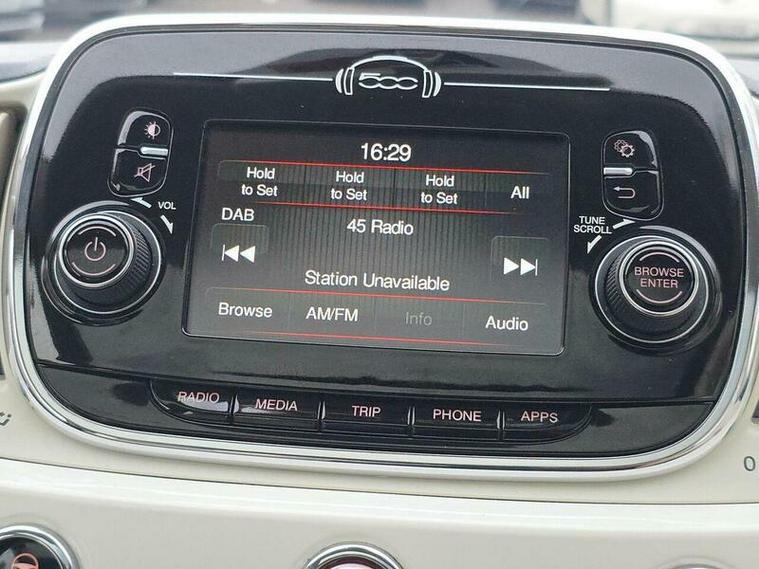 500
16:29
Hold to Set
Hold to Set
Hold to Set
All
VOL
DAB
45 Radio
TUNE
SCROLL
Station Unavailable
BROWSE
ENTER
Browse
AM/FM
Info
Audio
RADIO
MEDIA
TRIP
PHONE
APPS
0